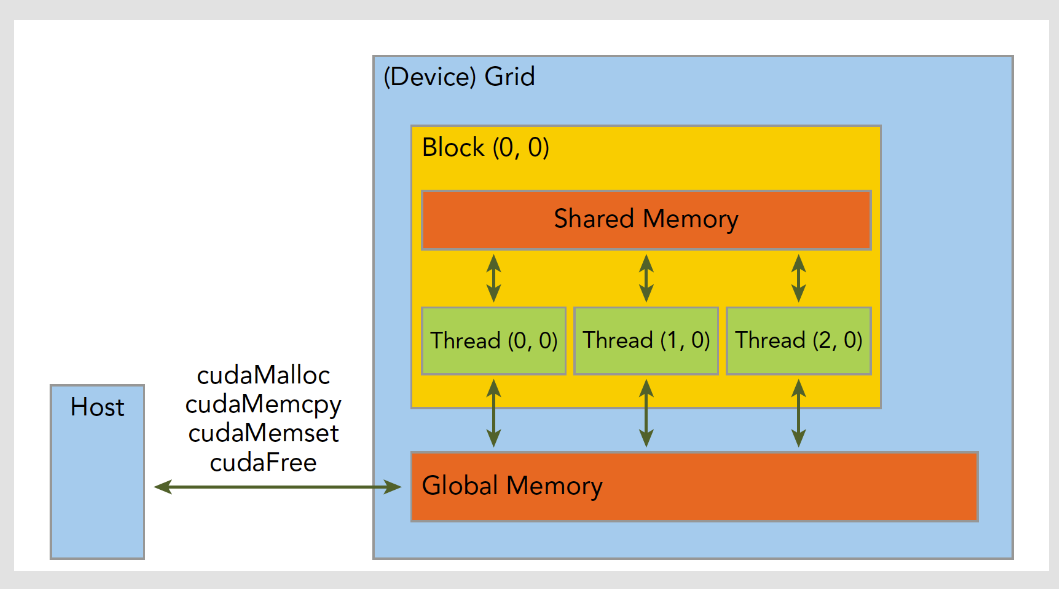 (Device) Grid
Block (0, 0)
Shared Memory
Thread (0, 0)
Thread (1, 0)
Thread (2, 0)
cudaMalloc
cudaMemcpy
cudaMemset
cudaFree
Host
Global Memory